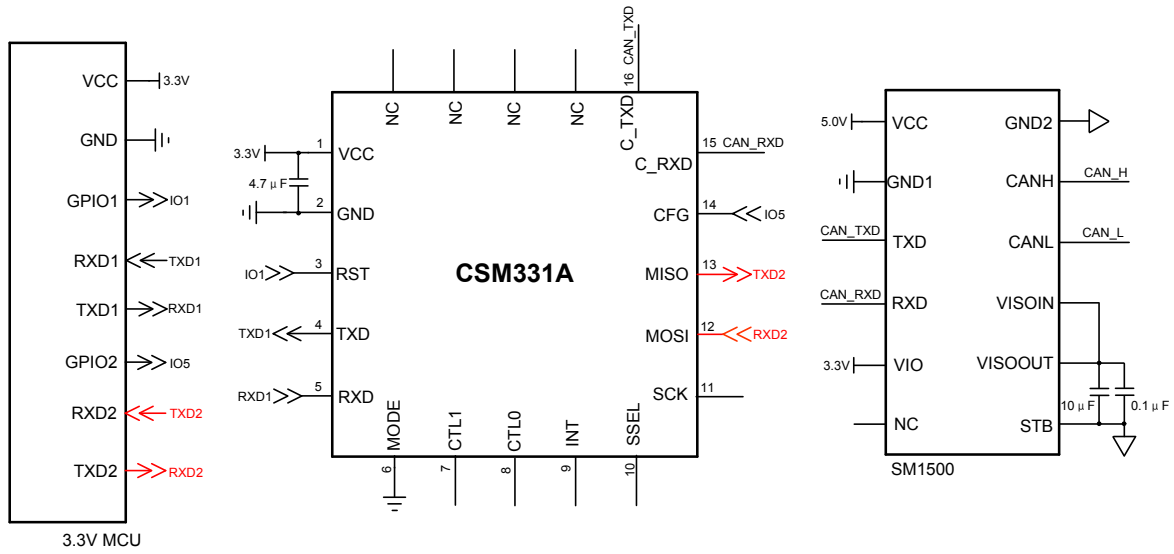 VCC
3.3V
GND
GPIO1
IO1
RXD1
TXD1
TXD1
RXD1
GPIO2
IO5
RXD2
TXD2
TXD2
RXD2
3.3V MCU
NC
NC
NC
NC
C_TXD
16
CAN_TXD
3.3V
1
VCC
4.7μF
2
GND
IO1
3
RST
TXD1
4
TXD
RXD1
5
RXD
CSM331A
C_RXD
15
CAN_RXD
CFG
14
IO5
MISO
13
TXD2
MOSI
12
RXD2
SCK
11
MODE
CTL1
CTL0
INT
SSEL
6
7
8
9
10
5.0V
VCC
GND2
GND1
CANH
CAN_H
CAN_TXD
TXD
CANL
CAN_L
CAN_RXD
RXD
VISOIN
3.3V
VIO
VISOOUT
10μF
0.1μF
NC
STB
SM1500